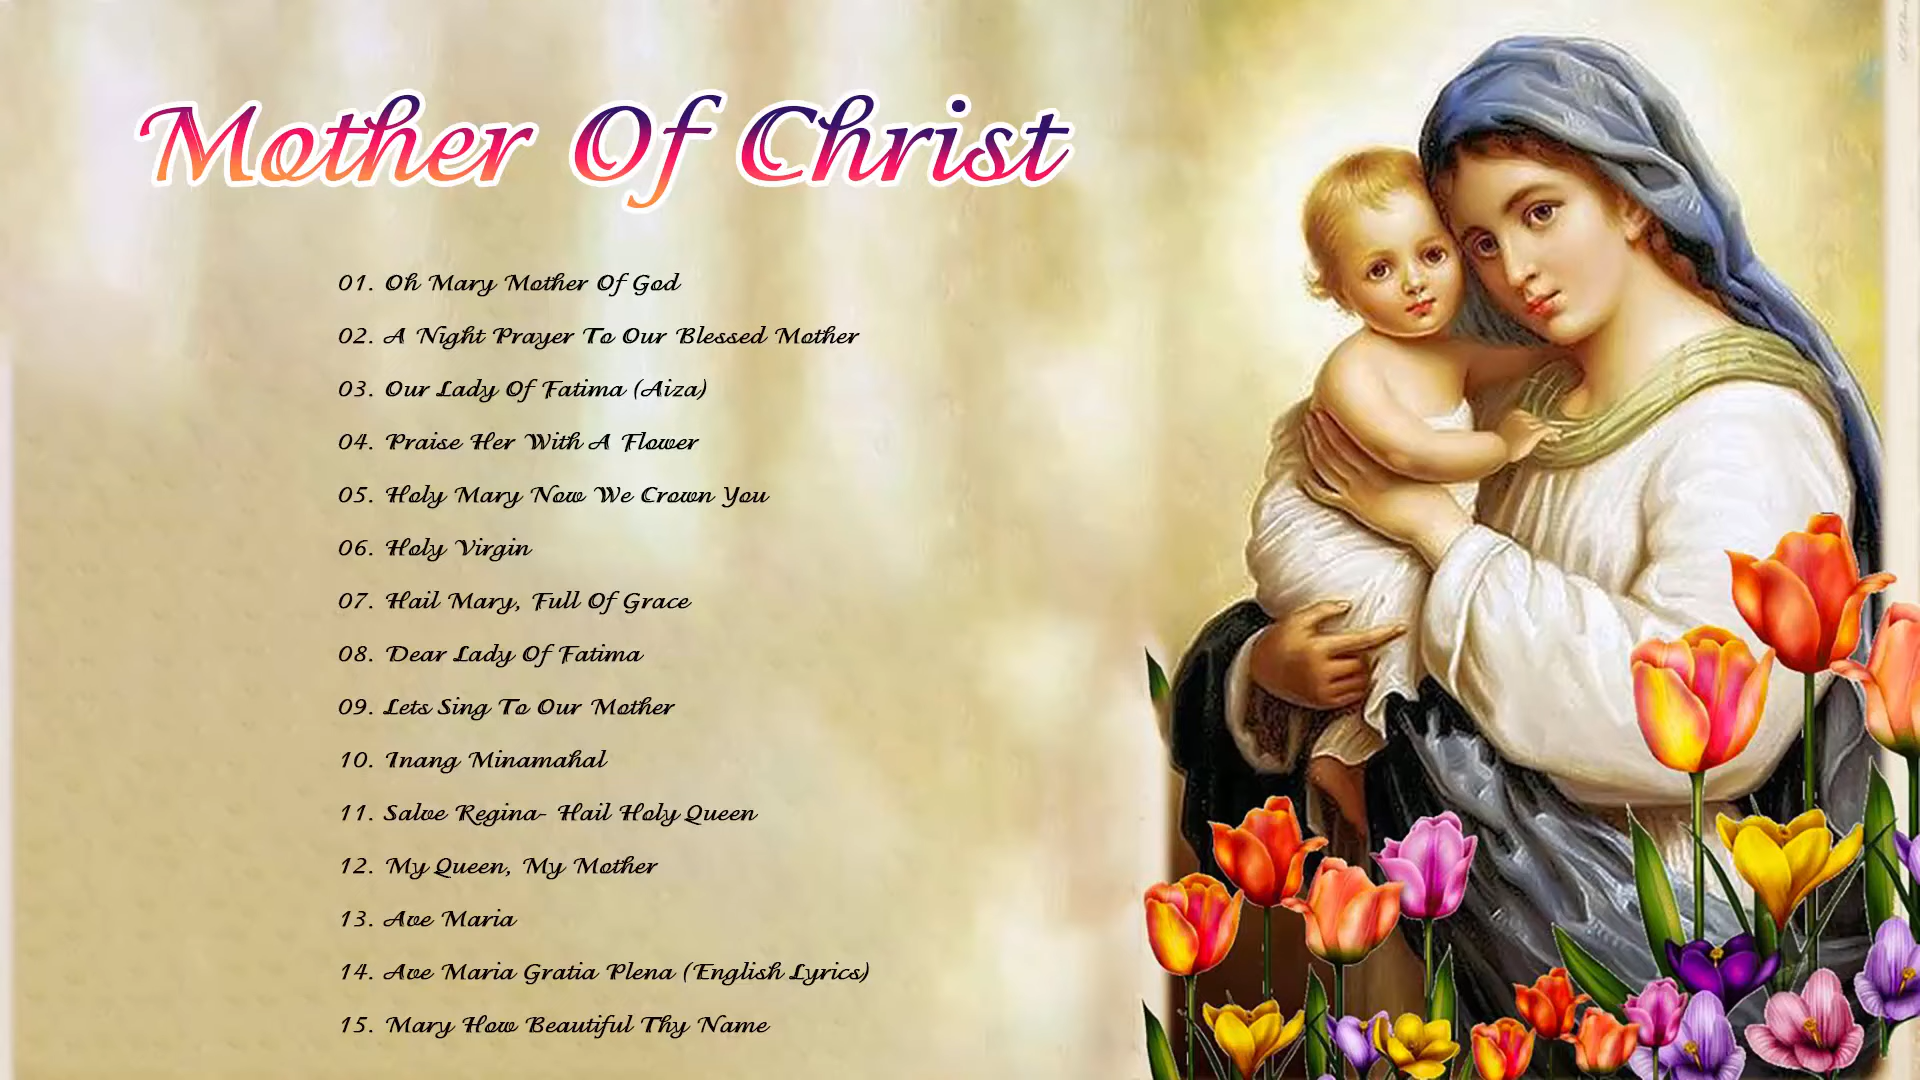 Mother Of Christ
01. Oh Mary Mother Of God
02. A Night Prayer To Our Blessed Mother
03. Our Lady Of Fatima (Aiza)
04. Praise Her With A Flower
05. Holy Mary Now We Crown You
06. Holy Virgin
07. Hail Mary, Full Of Grace
08. Dear Lady Of Fatima
09. Lets Sing To Our Mother
10. Inang Minamahal
11. Salve Regina- Hail Holy Queen
12. My Queen, My Mother
13. Ave Maria
14. Ave Maria Gratia Plena (English Lyrics)
15. Mary How Beautiful Thy Name